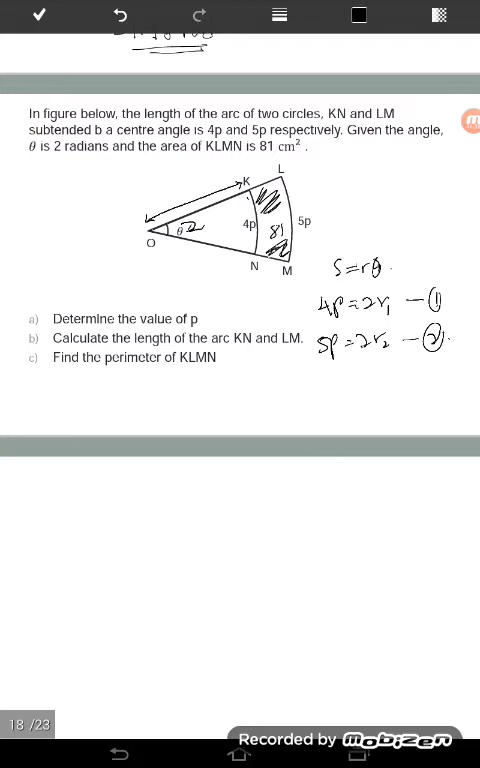 In figure below, the length of the arc of two circles, KN and LM
subtended b a centre angle is 4p and 5p respectively. Given the angle,
θ is 2 radians and the area of KLMN is 81 cm².
L
K
θ 2
4p
81
5p
O
N
M
S=rθ.
4p=2r₁ — ①
5p=2r₂ — ②.
a) Determine the value of p
b) Calculate the length of the arc KN and LM.
c) Find the perimeter of KLMN
18 /23
Recorded by Mobizen